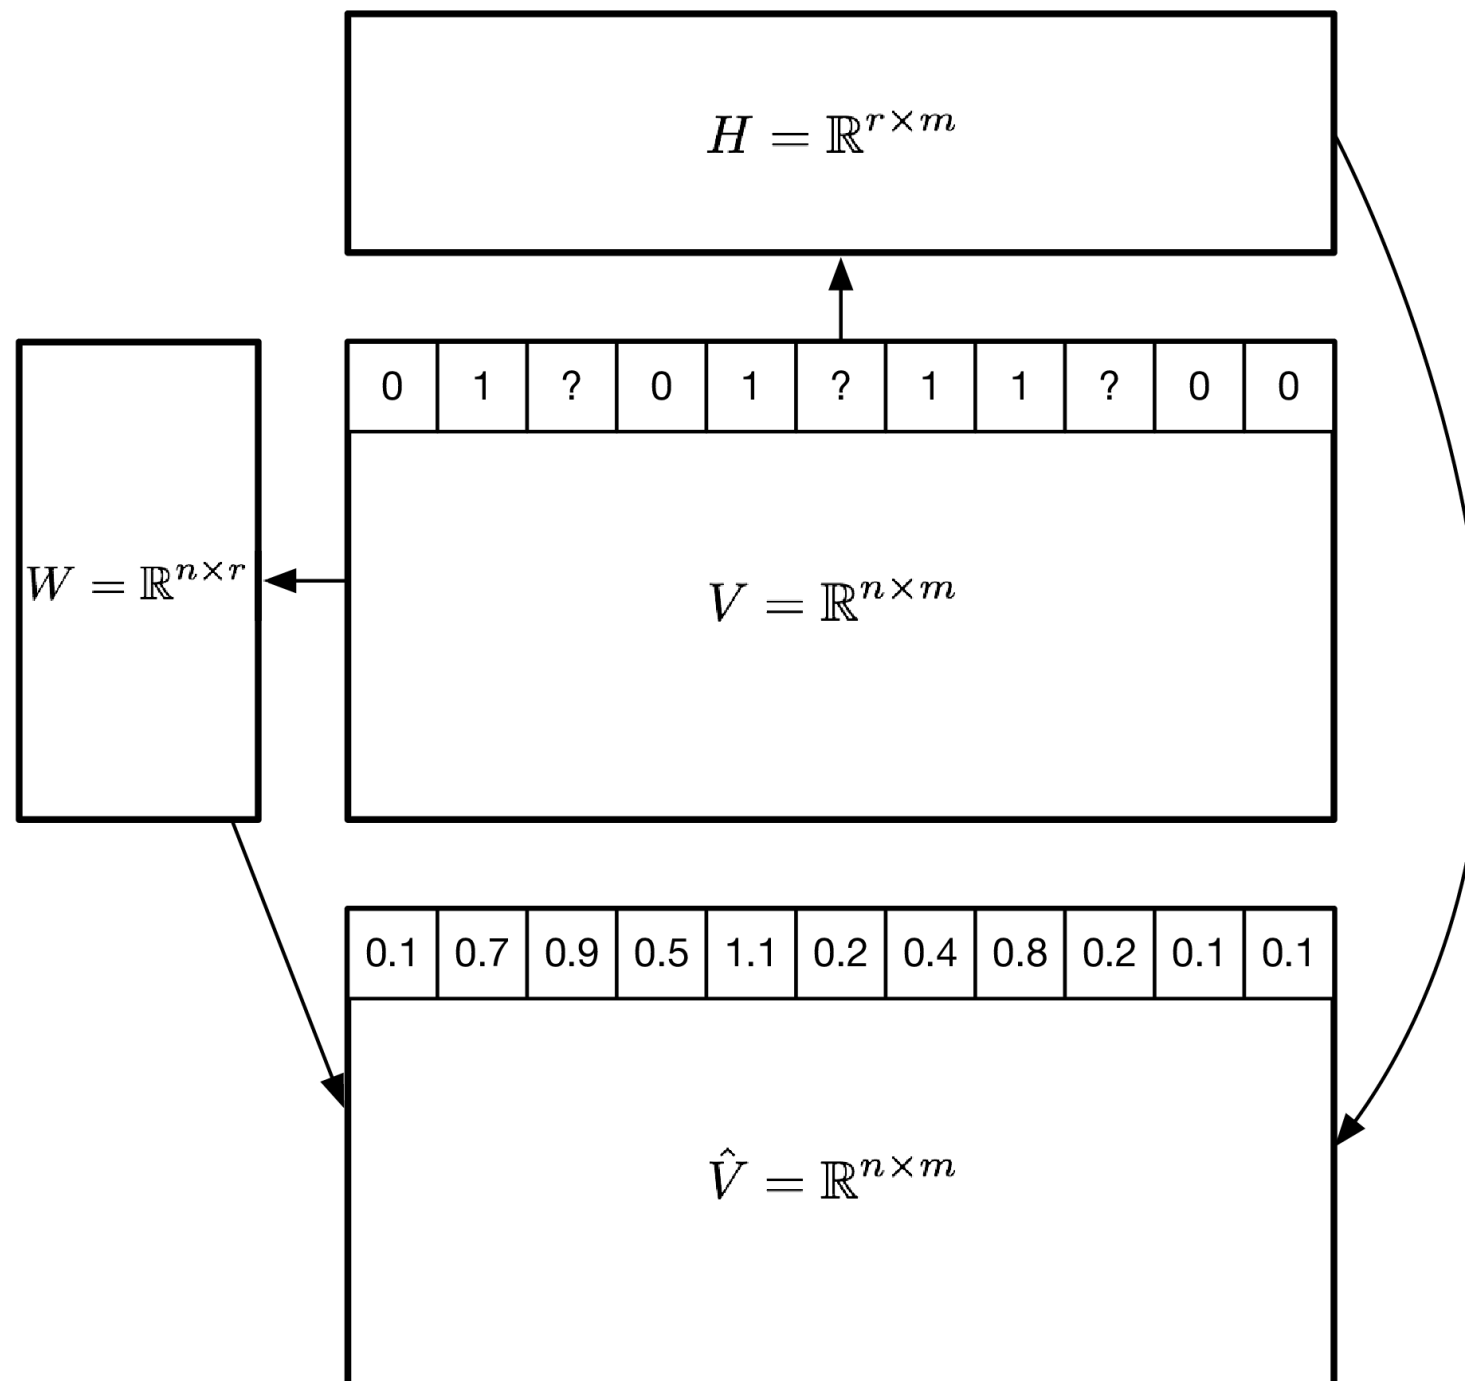 H = ℝ^{r×m}
0 1 ? 0 1 ? 1 1 ? 0 0
W = ℝ^{n×r}
V = ℝ^{n×m}
0.1 0.7 0.9 0.5 1.1 0.2 0.4 0.8 0.2 0.1 0.1
V̂ = ℝ^{n×m}